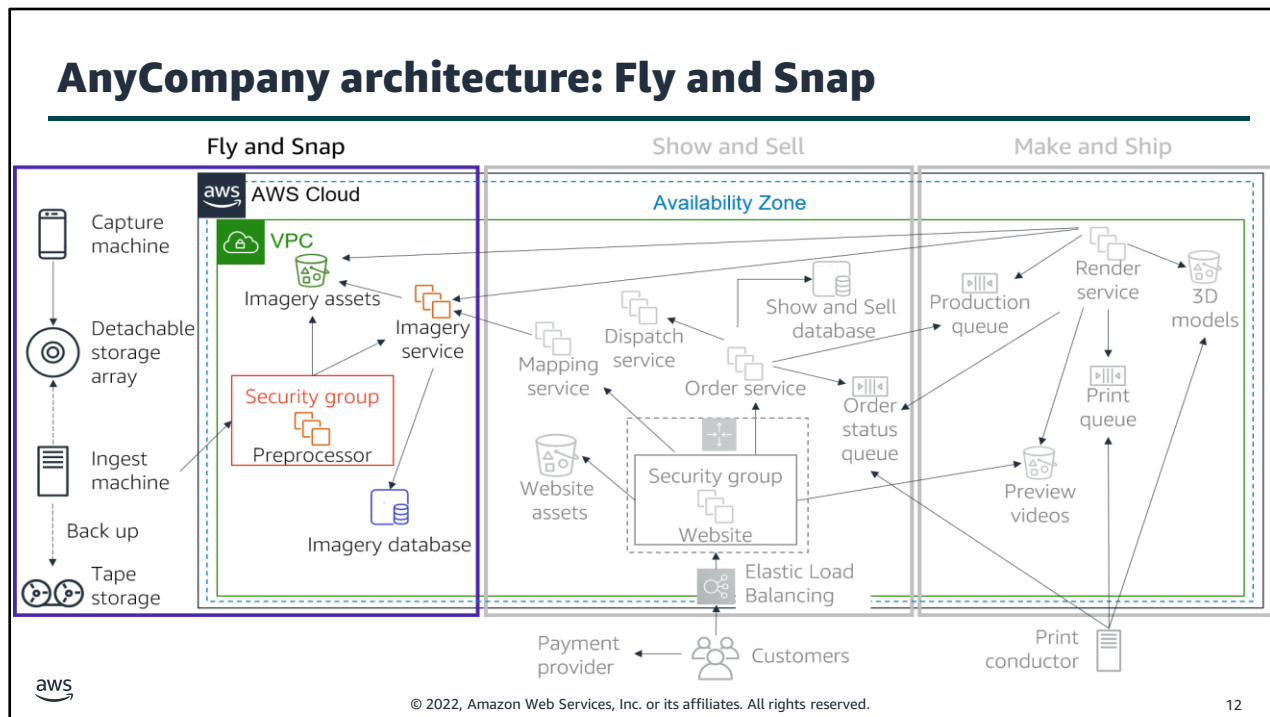 AnyCompany architecture: Fly and Snap
Fly and Snap
Show and Sell
Make and Ship
aws
AWS Cloud
Availability Zone
VPC
Capture
machine
Detachable
storage
array
Ingest
machine
Back up
Tape
storage
Imagery assets
Imagery
service
Security group
Preprocessor
Imagery database
Mapping
service
Dispatch
service
Show and Sell
database
Order service
Order
status
queue
Website
assets
Security group
Website
Elastic Load
Balancing
Payment
provider
Customers
Production
queue
Render
service
3D
models
Print
queue
Preview
videos
Print
conductor
aws
© 2022, Amazon Web Services, Inc. or its affiliates. All rights reserved.
12